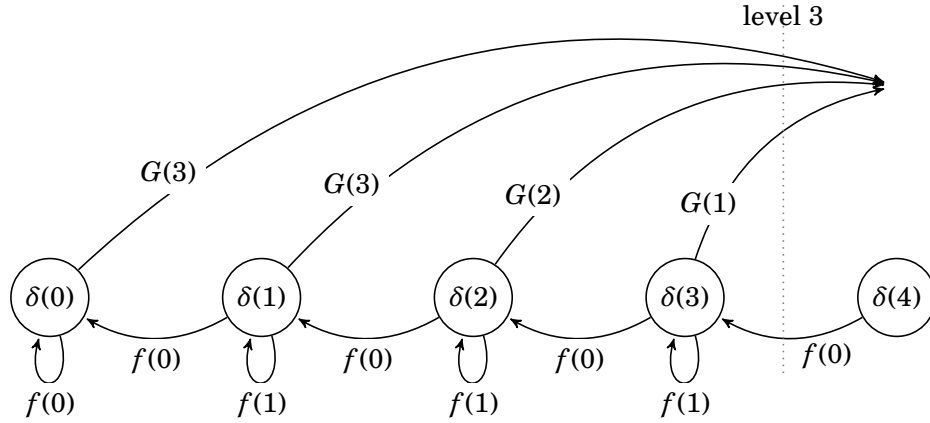 level 3
G(3)
G(3)
G(2)
G(1)
δ(0) δ(1) δ(2) δ(3) δ(4)
f(0) f(0) f(0) f(0)
f(0) f(1) f(1) f(1)